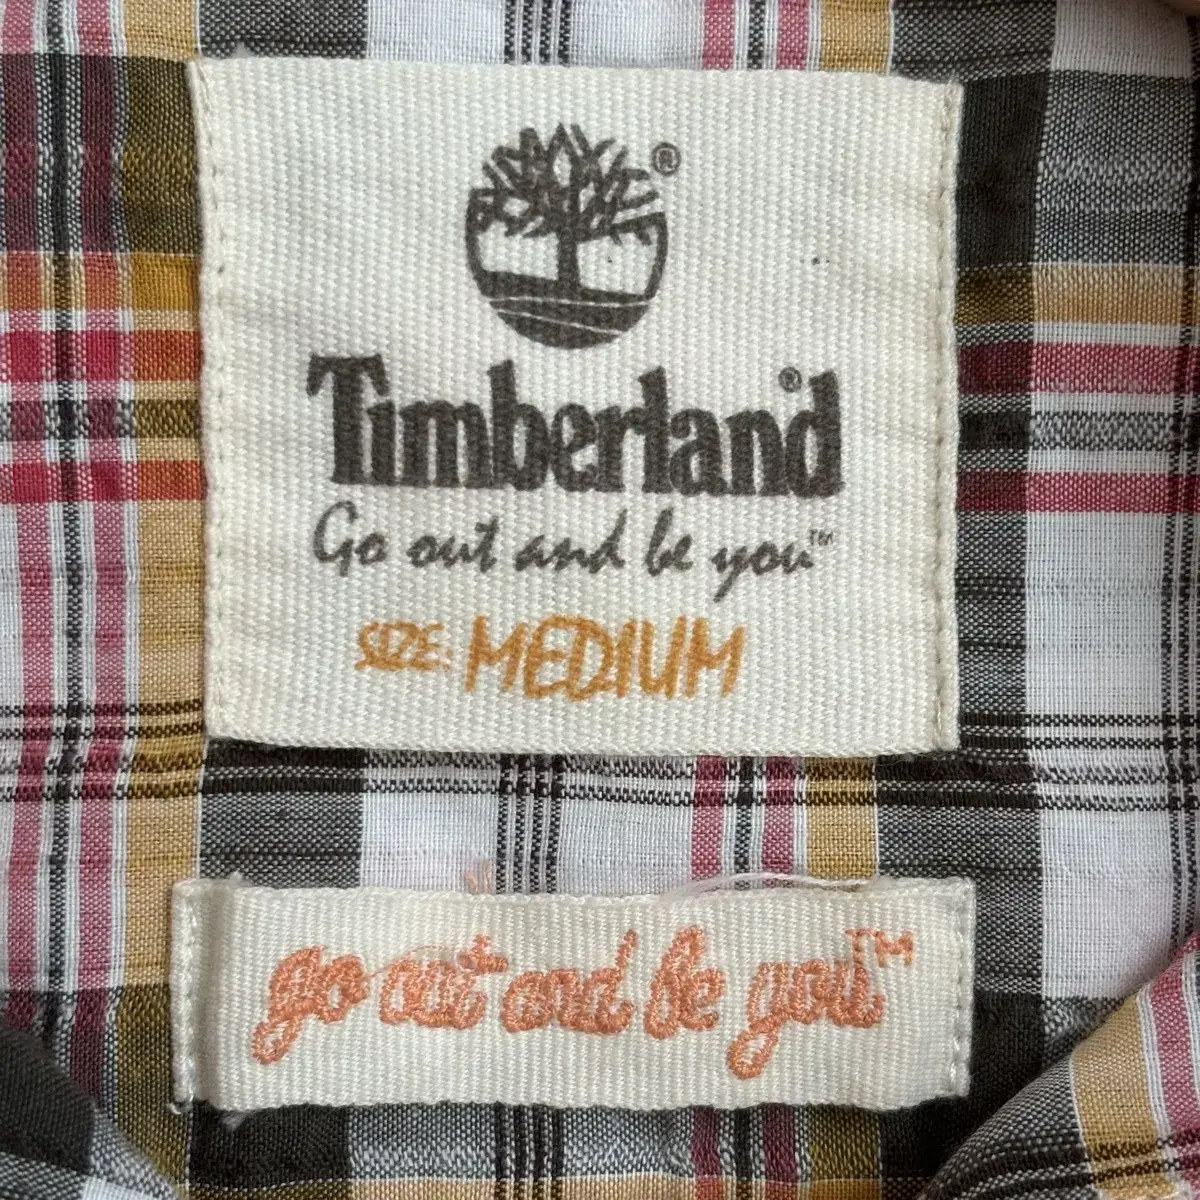 ®
Timberland®
Go out and be you™
SIZE: MEDIUM
go out and be you™